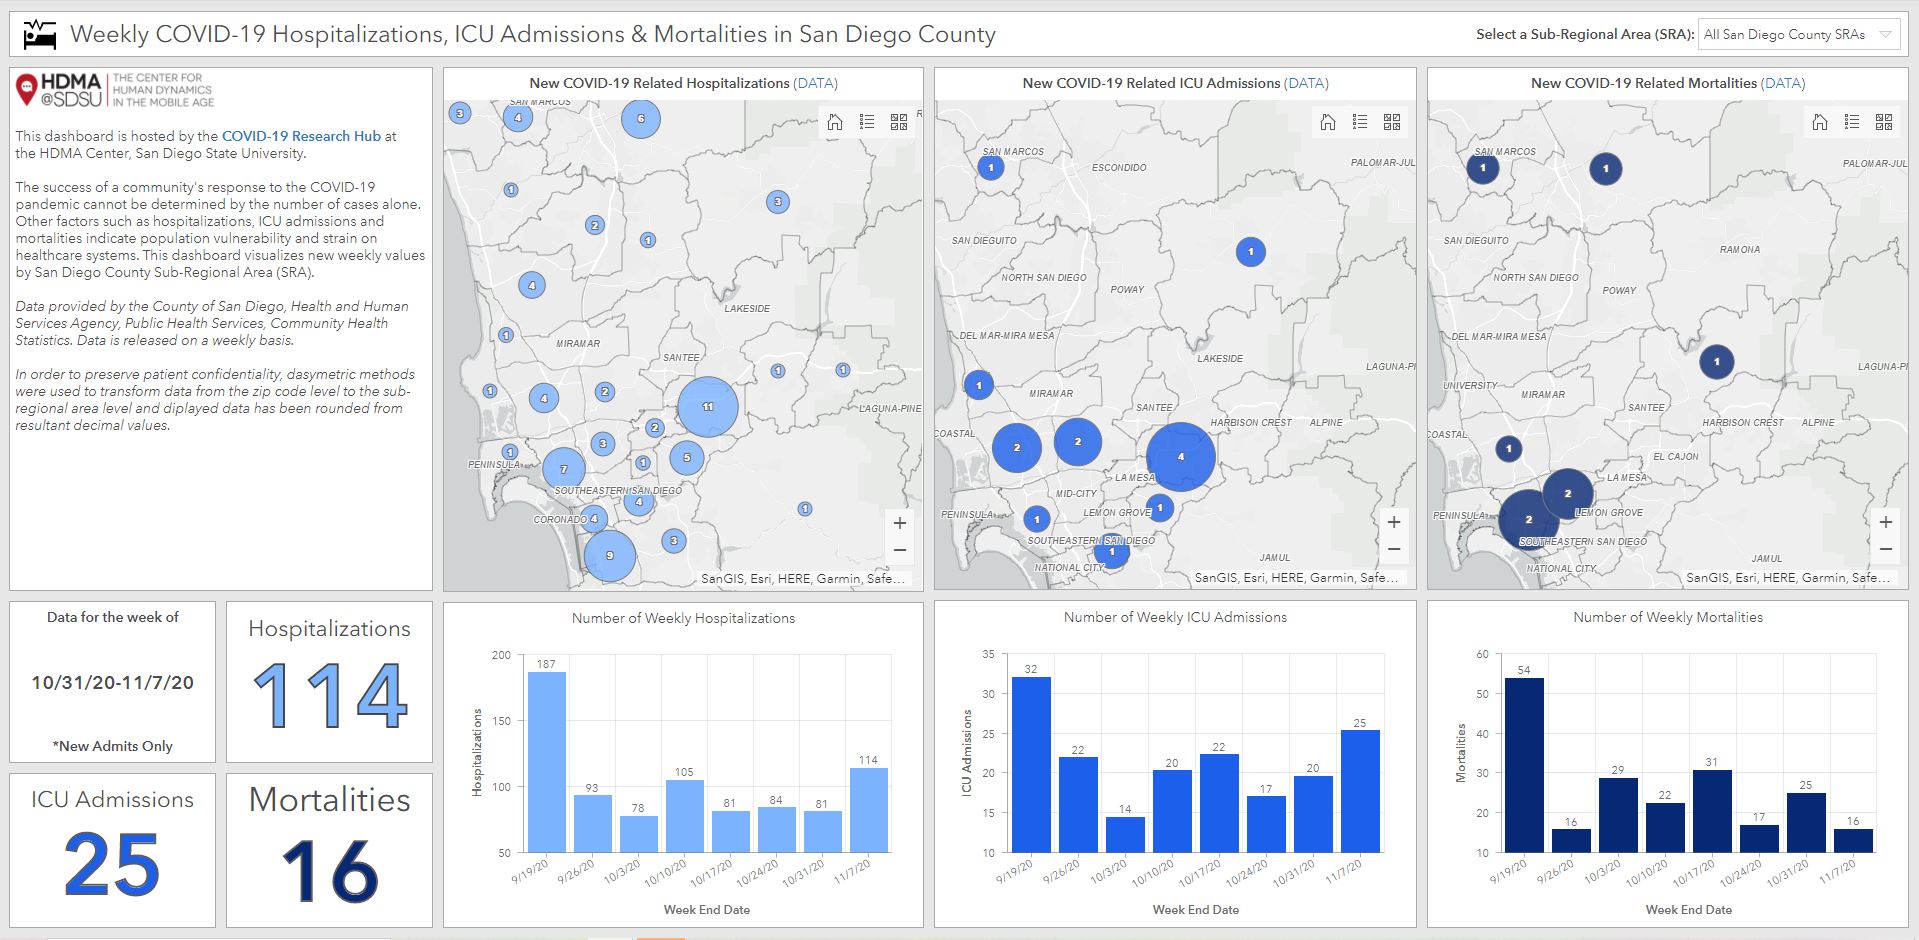 Weekly COVID-19 Hospitalizations, ICU Admissions & Mortalities in San Diego County
Select a Sub-Regional Area (SRA):
All San Diego County SRAs
HDMA
@SDSU
THE CENTER FOR
HUMAN DYNAMICS
IN THE MOBILE AGE
This dashboard is hosted by the COVID-19 Research Hub at
the HDMA Center, San Diego State University.
The success of a community's response to the COVID-19
pandemic cannot be determined by the number of cases alone.
Other factors such as hospitalizations, ICU admissions and
mortalities indicate population vulnerability and strain on
healthcare systems. This dashboard visualizes new weekly values
by San Diego County Sub-Regional Area (SRA).
Data provided by the County of San Diego, Health and Human
Services Agency, Public Health Services, Community Health
Statistics. Data is released on a weekly basis.
In order to preserve patient confidentiality, dasymetric methods
were used to transform data from the zip code level to the sub-
regional area level and diplayed data has been rounded from
resultant decimal values.
New COVID-19 Related Hospitalizations (DATA)
SAN MARCOS
3
4
6
1
3
2
1
4
LAKESIDE
1
MIRAMAR
SANTEE
1
1
1
4
2
11
LAGUNA-PINE
2
3
1
5
1
PENINSULA
7
SOUTHEASTERN SAN DIEGO
4
1
CORONADO
4
3
9
+
−
SanGIS, Esri, HERE, Garmin, Safe...
New COVID-19 Related ICU Admissions (DATA)
SAN MARCOS
1
ESCONDIDO
PALOMAR-JUL
SAN DIEGUITO
1
NORTH SAN DIEGO
POWAY
DEL MAR-MIRA MESA
LAKESIDE
LAGUNA-PI
1
MIRAMAR
SANTEE
HARBISON CREST
ALPINE
COASTAL
2
2
4
LA MESA
MID-CITY
PENINSULA
1
LEMON GROVE
1
SOUTHEASTERN SAN DIEGO
1
NATIONAL CITY
JAMUL
+
−
SanGIS, Esri, HERE, Garmin, Safe...
New COVID-19 Related Mortalities (DATA)
SAN MARCOS
1
1
PALOMAR-JUL
SAN DIEGUITO
RAMONA
NORTH SAN DIEGO
POWAY
DEL MAR-MIRA MESA
1
LAGUNA-PI
UNIVERSITY
MIRAMAR
SANTEE
HARBISON CREST
ALPINE
COASTAL
1
EL CAJON
LA MESA
2
PENINSULA
2
LEMON GROVE
SOUTHEASTERN SAN DIEGO
NATIONAL CITY
JAMUL
+
−
SanGIS, Esri, HERE, Garmin, Safe...
Data for the week of
10/31/20-11/7/20
*New Admits Only
Hospitalizations
114
ICU Admissions
25
Mortalities
16
Number of Weekly Hospitalizations
Hospitalizations
200
150
100
50
187
93
78
105
81
84
81
114
9/19/20
9/26/20
10/3/20
10/10/20
10/17/20
10/24/20
10/31/20
11/7/20
Week End Date
Number of Weekly ICU Admissions
ICU Admissions
35
30
25
20
15
10
32
22
14
20
22
17
20
25
9/19/20
9/26/20
10/3/20
10/10/20
10/17/20
10/24/20
10/31/20
11/7/20
Week End Date
Number of Weekly Mortalities
Mortalities
60
50
40
30
20
10
54
16
29
22
31
17
25
16
9/19/20
9/26/20
10/3/20
10/10/20
10/17/20
10/24/20
10/31/20
11/7/20
Week End Date